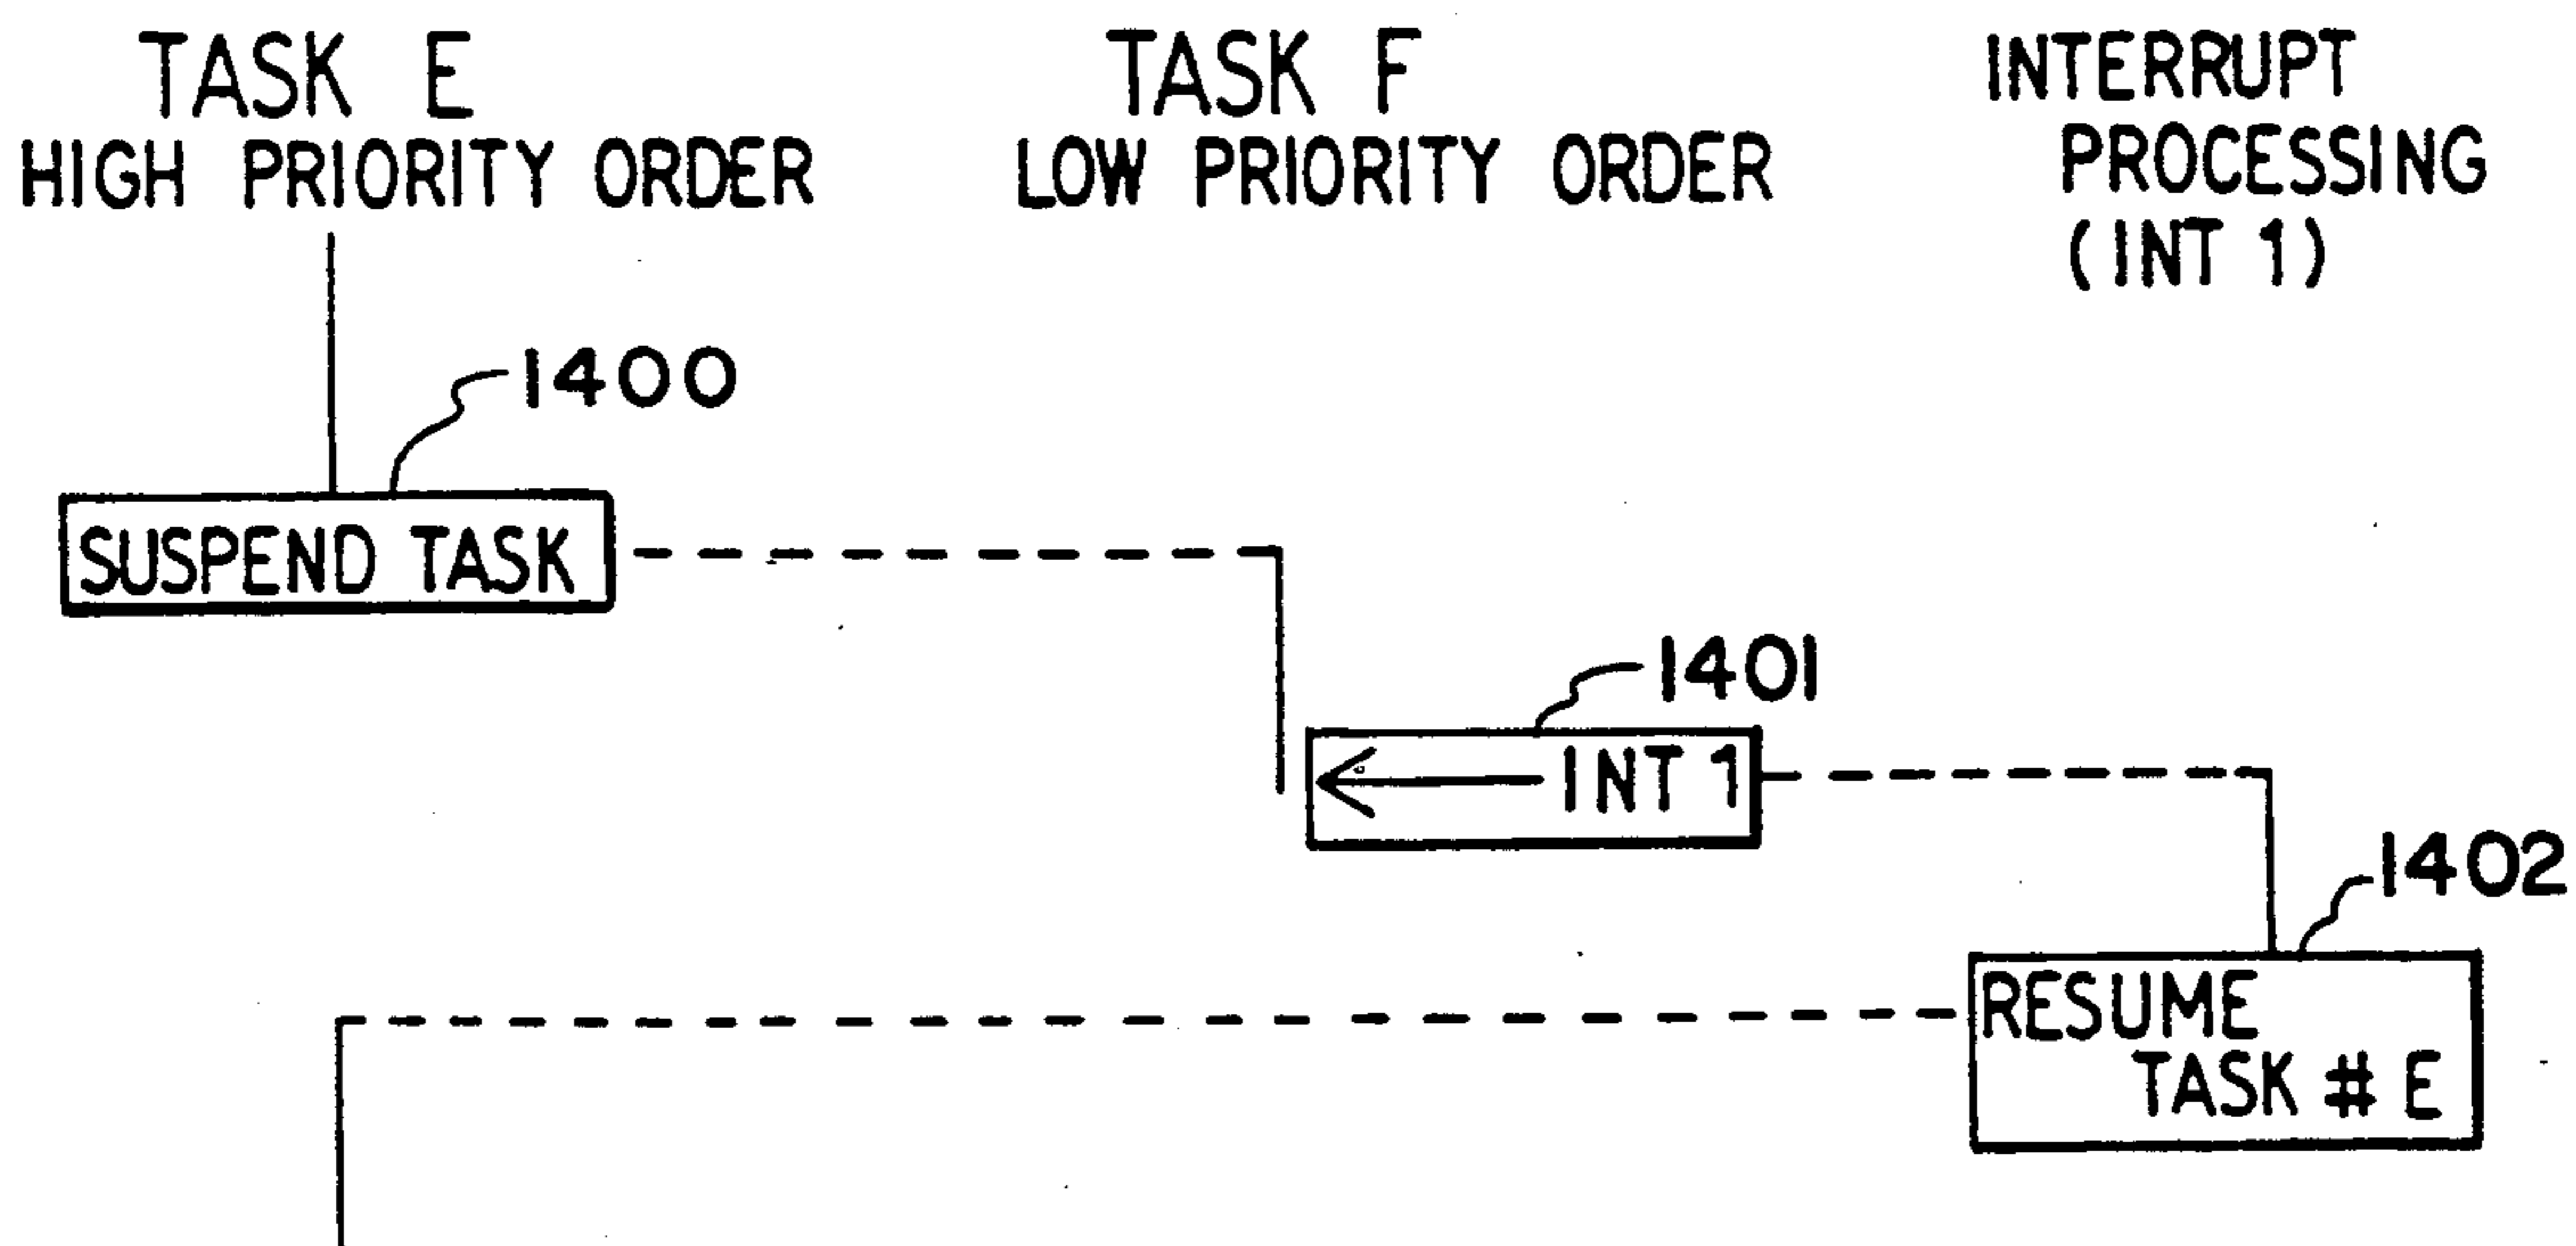 TASK E
HIGH PRIORITY ORDER
TASK F
LOW PRIORITY ORDER
INTERRUPT
PROCESSING
(INT 1)
1400
SUSPEND TASK
1401
INT 1
1402
RESUME
TASK # E